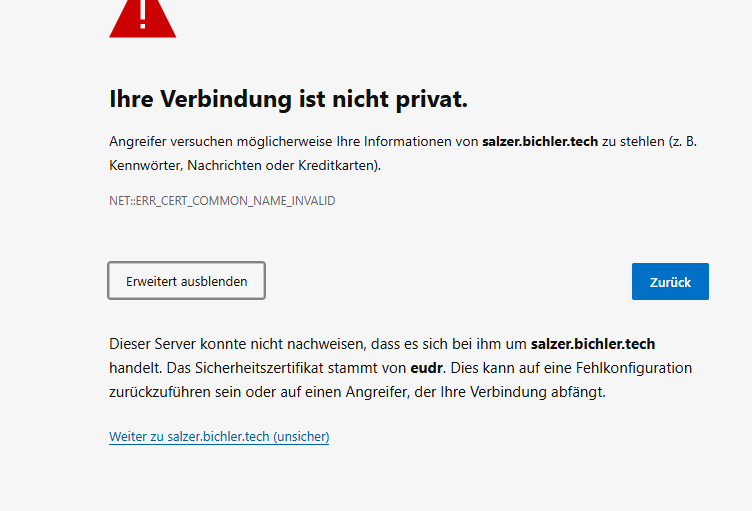 Ihre Verbindung ist nicht privat.
Angreifer versuchen möglicherweise Ihre Informationen von salzer.bichler.tech zu stehlen (z. B.
Kennwörter, Nachrichten oder Kreditkarten).
NET::ERR_CERT_COMMON_NAME_INVALID
Erweitert ausblenden
Zurück
Dieser Server konnte nicht nachweisen, dass es sich bei ihm um salzer.bichler.tech
handelt. Das Sicherheitszertifikat stammt von eudr. Dies kann auf eine Fehlkonfiguration
zurückzuführen sein oder auf einen Angreifer, der Ihre Verbindung abfängt.
Weiter zu salzer.bichler.tech (unsicher)